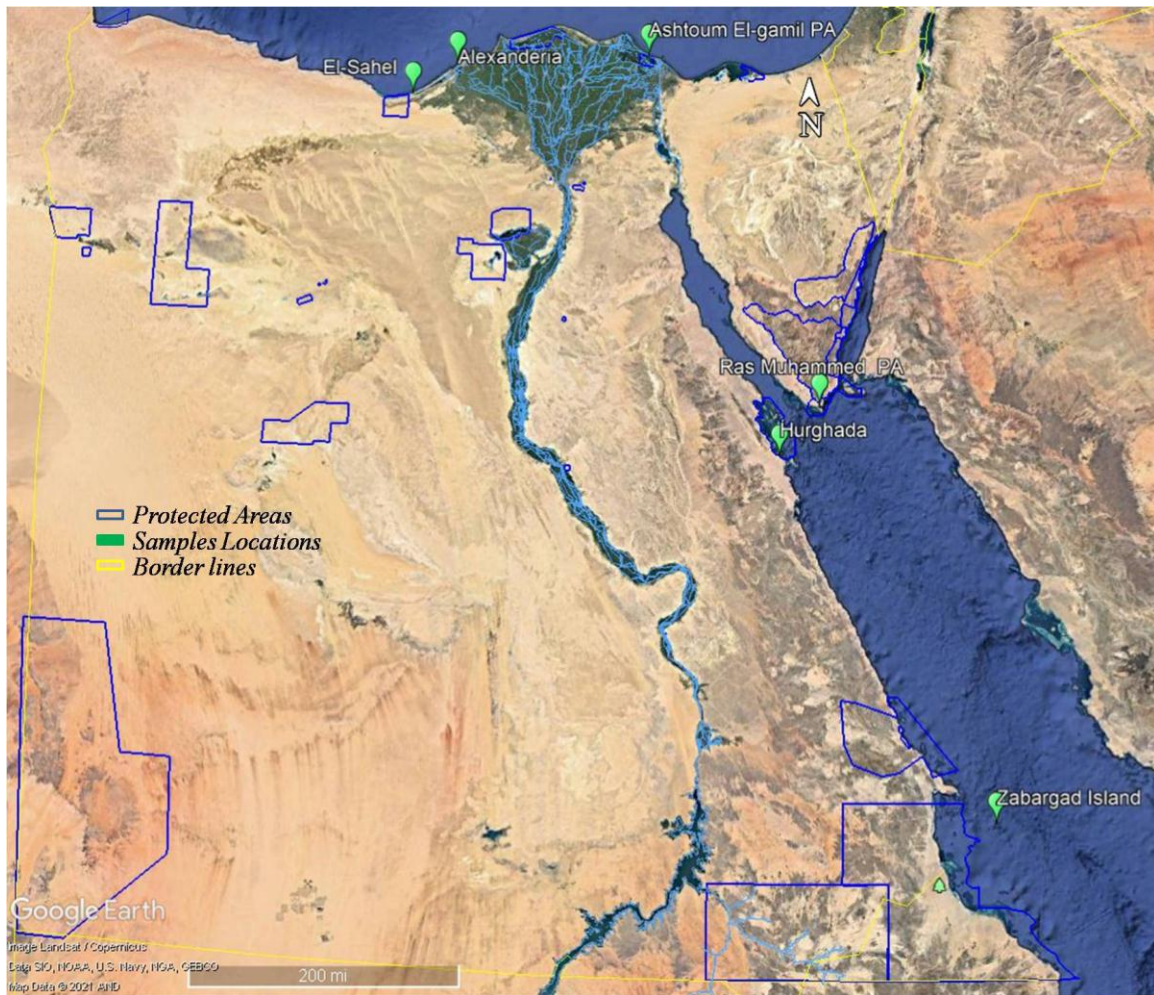 Ashtoum El-gamil PA
Alexanderia
El-Sahel
N
Ras Muhammed PA
Hurghada
Protected Areas
Samples Locations
Border lines
Zabargad Island
Google Earth
Image Landsat / Copernicus
Data SIO, NOAA, U.S. Navy, NGA, GEBCO
Map Data © 2021 AND
200 mi